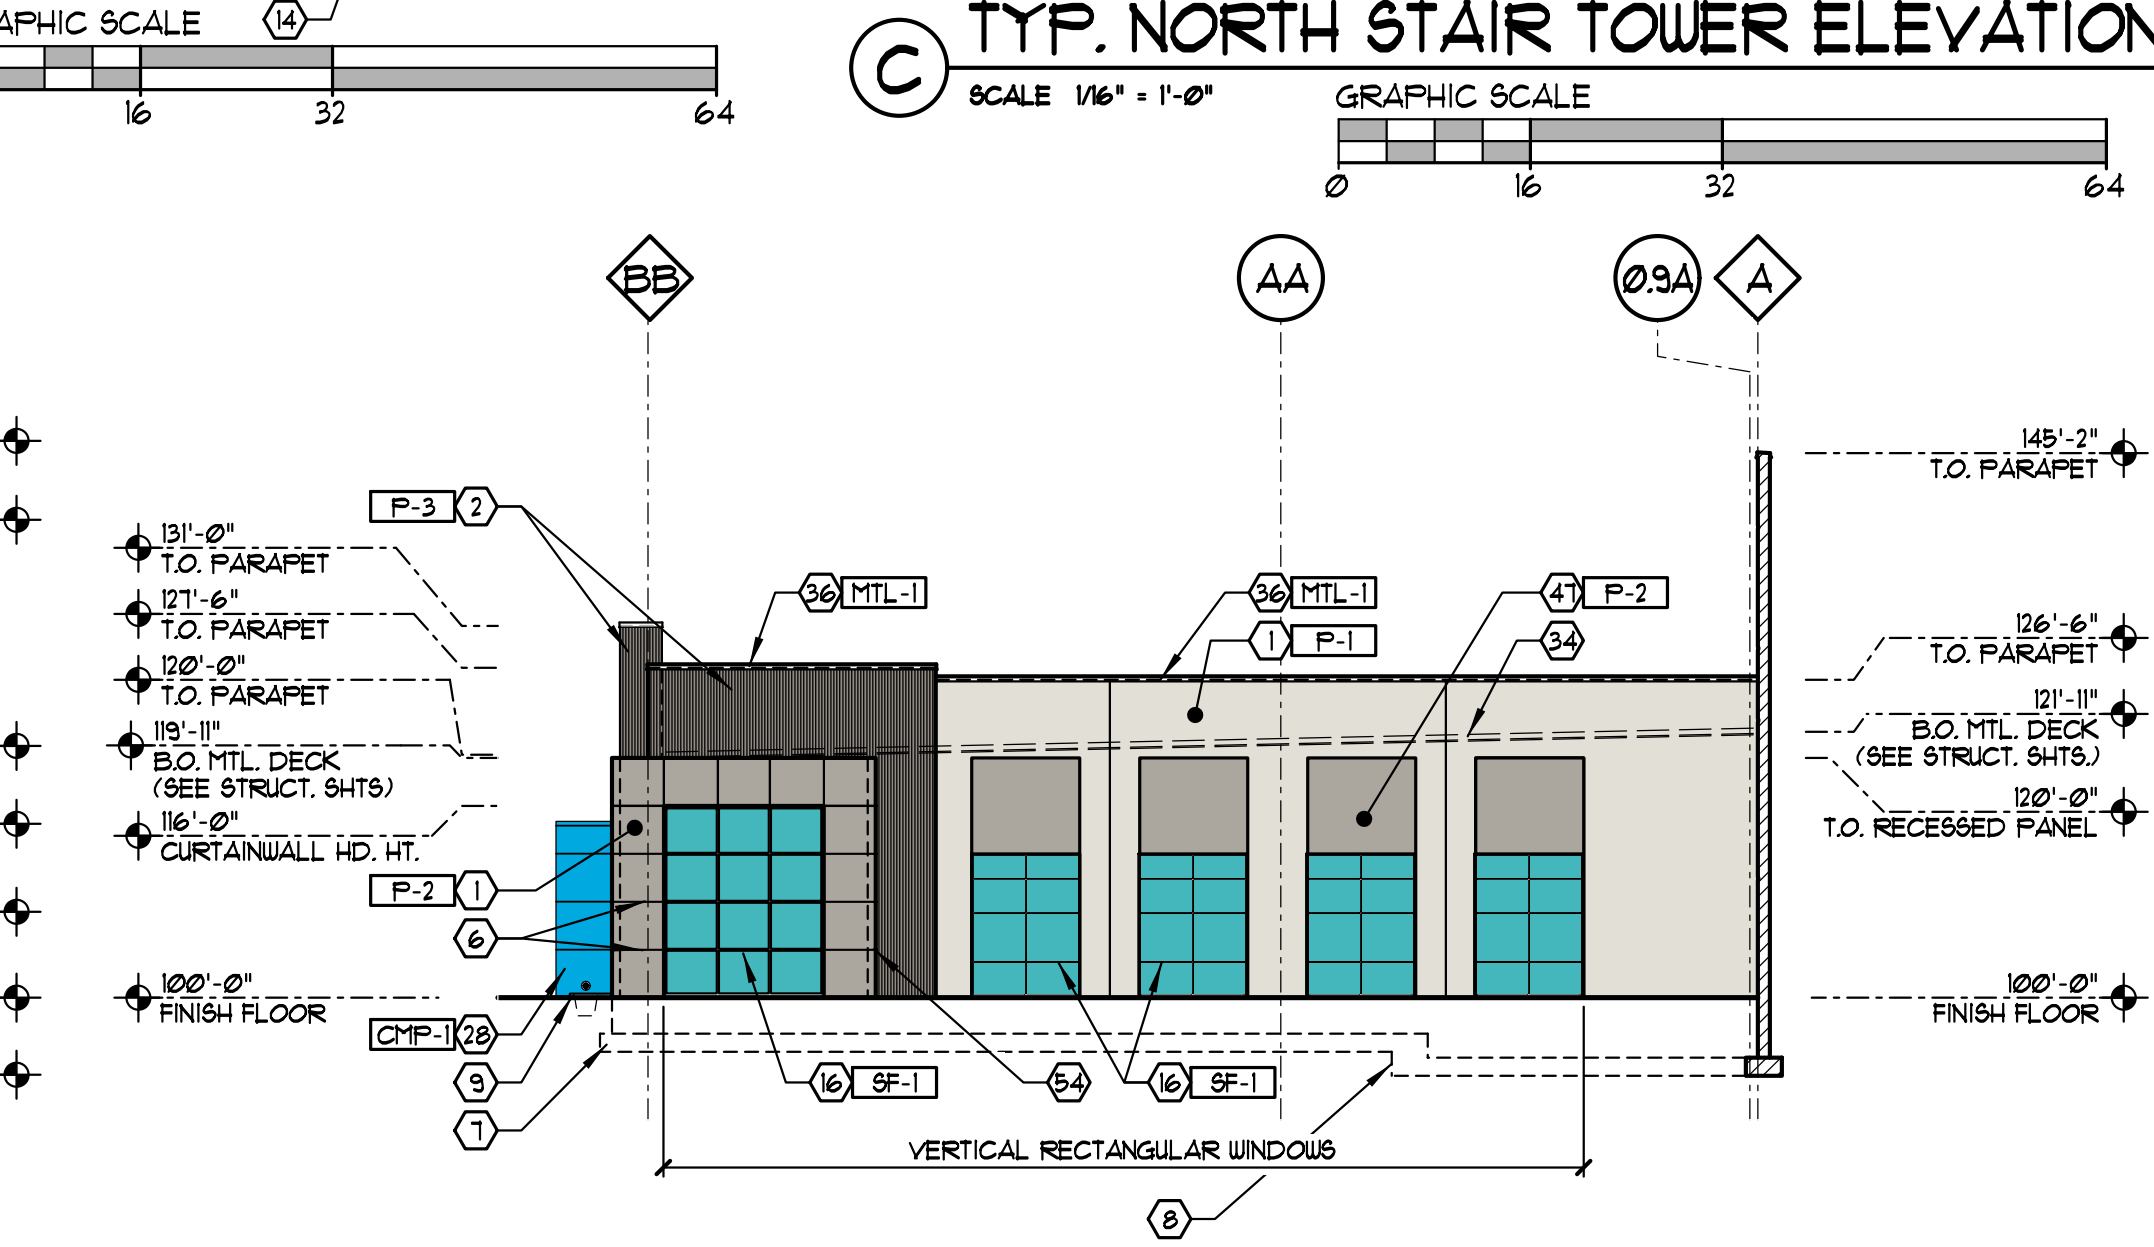 APHIC SCALE
14
16 32 64
C
TYP. NORTH STAIR TOWER ELEVATION
SCALE 1/16" = 1'-0"
GRAPHIC SCALE
0 16 32 64
BB
AA
0.9A
A
145'-2"
T.O. PARAPET
P-3 2
131'-0"
T.O. PARAPET
127'-6"
T.O. PARAPET
120'-0"
T.O. PARAPET
119'-11"
B.O. MTL. DECK
(SEE STRUCT. SHTS)
116'-0"
CURTAINWALL HD. HT.
36 MTL-1
36 MTL-1
1 P-1
47 P-2
34
126'-6"
T.O. PARAPET
121'-11"
B.O. MTL. DECK
(SEE STRUCT. SHTS.)
120'-0"
T.O. RECESSED PANEL
P-2 1
6
100'-0"
FINISH FLOOR
100'-0"
FINISH FLOOR
CMP-1 28
9
7
16 SF-1
54
16 SF-1
VERTICAL RECTANGULAR WINDOWS
8